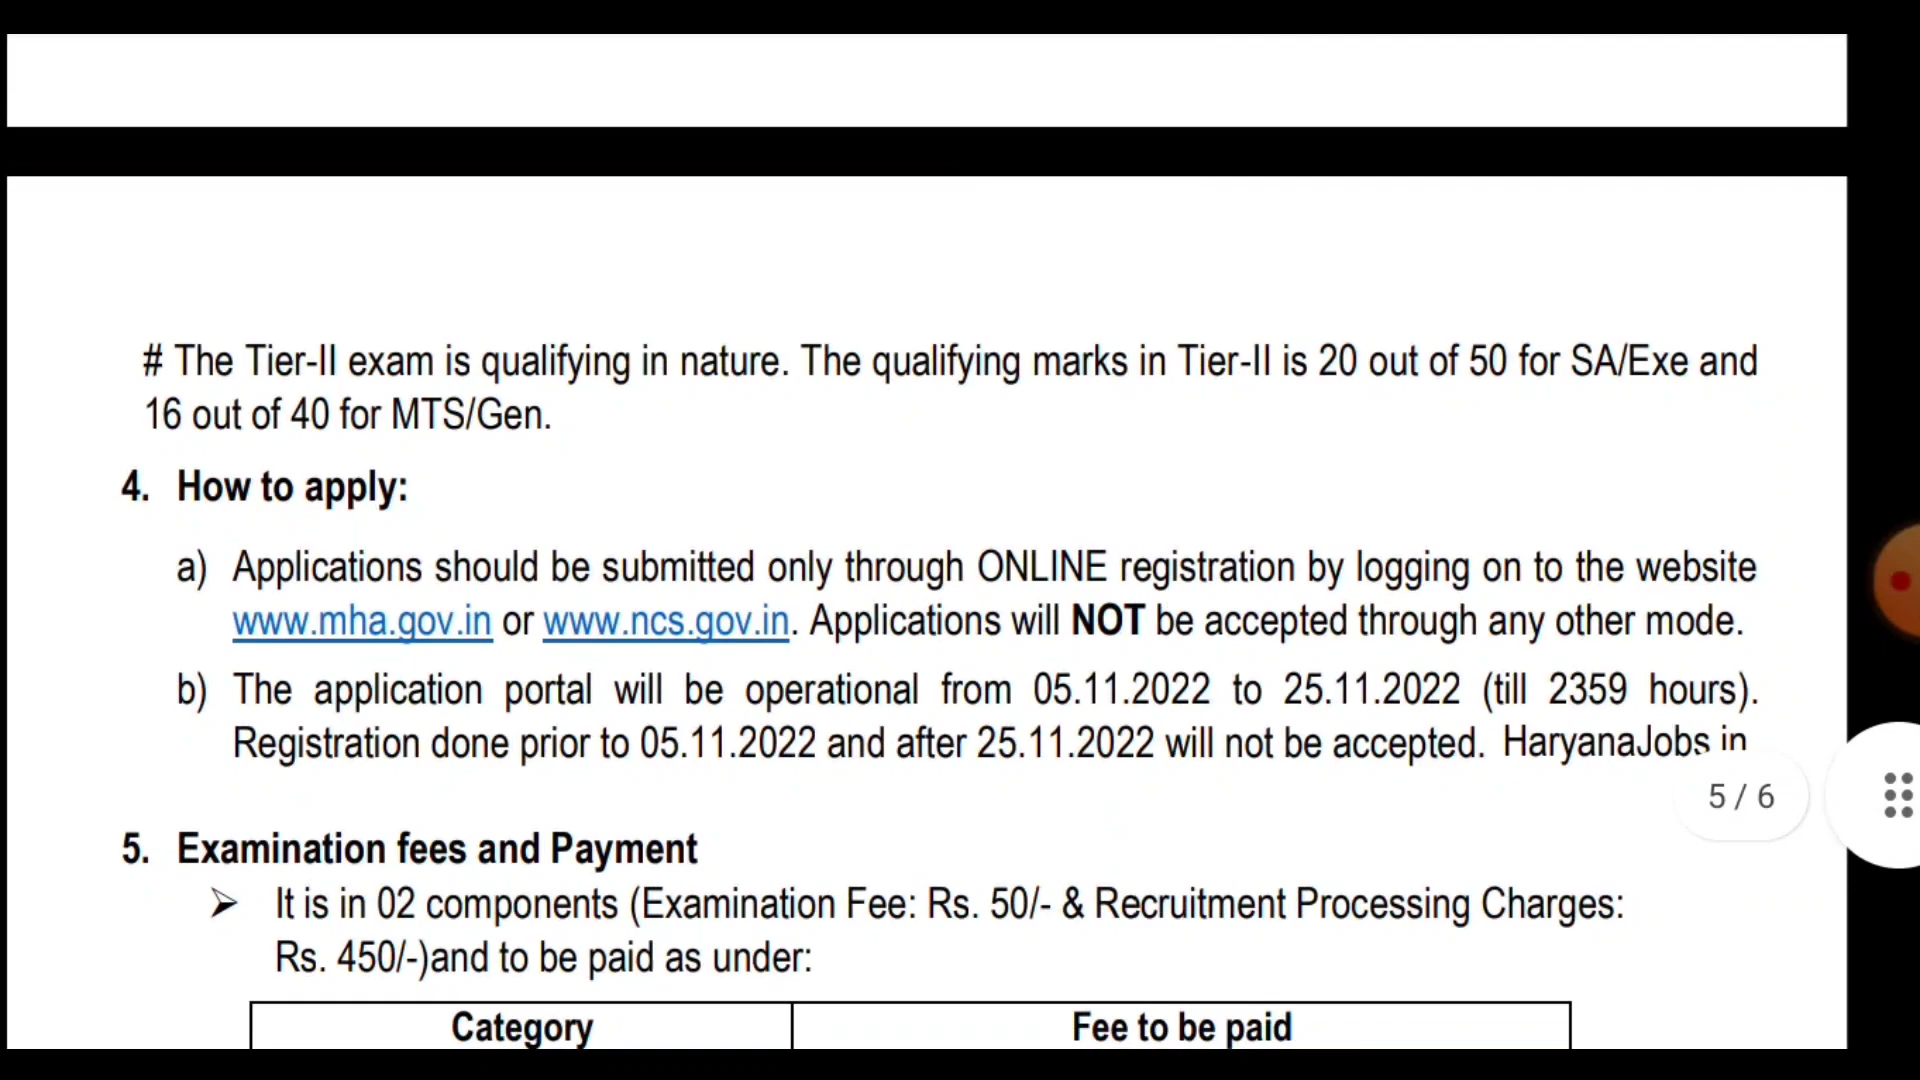 # The Tier-II exam is qualifying in nature. The qualifying marks in Tier-II is 20 out of 50 for SA/Exe and
16 out of 40 for MTS/Gen.
4. How to apply:
a) Applications should be submitted only through ONLINE registration by logging on to the website
www.mha.gov.in or www.ncs.gov.in. Applications will NOT be accepted through any other mode.
b) The application portal will be operational from 05.11.2022 to 25.11.2022 (till 2359 hours).
Registration done prior to 05.11.2022 and after 25.11.2022 will not be accepted. HaryanaJobs in
5 / 6
5. Examination fees and Payment
➢ It is in 02 components (Examination Fee: Rs. 50/- & Recruitment Processing Charges:
Rs. 450/-)and to be paid as under:
Category Fee to be paid